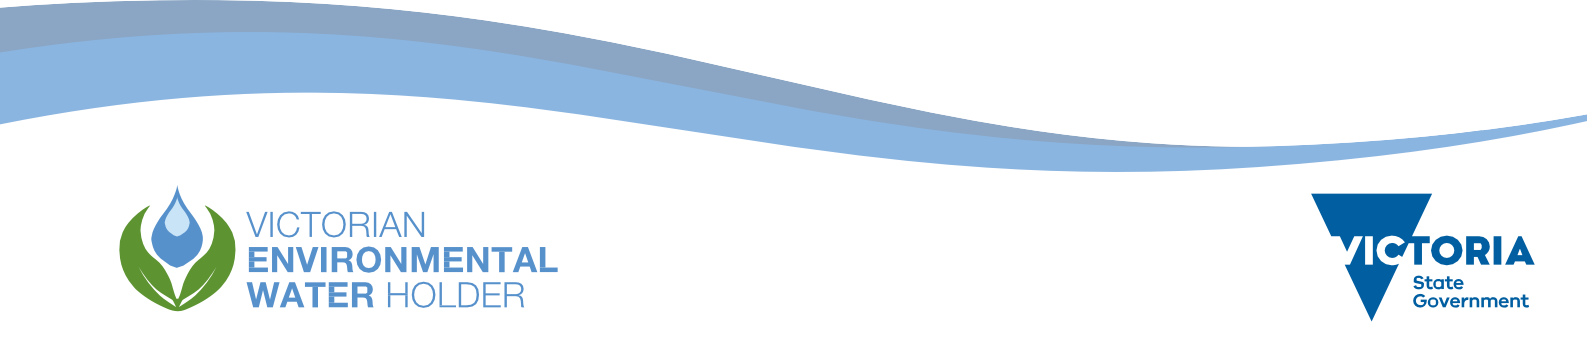 VICTORIAN
ENVIRONMENTAL
WATER HOLDER
VICTORIA
State
Government